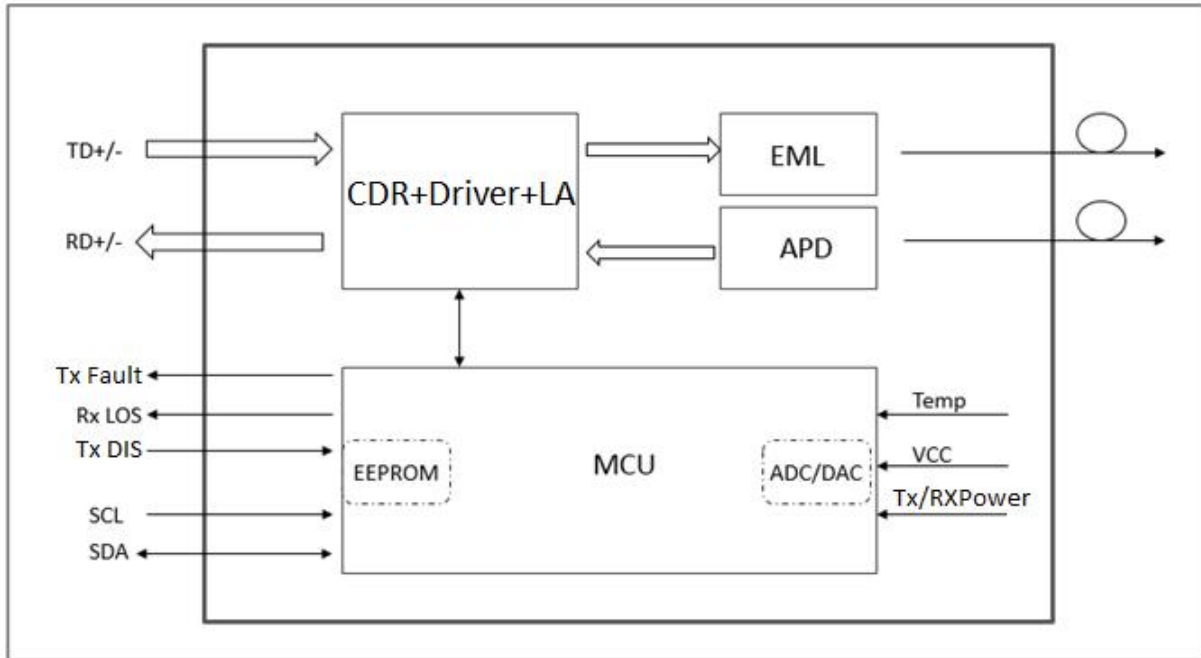 TD+/-
CDR+Driver+LA
EML
RD+/-
APD
Tx Fault
Rx LOS
Tx DIS
SCL
SDA
EEPROM
MCU
ADC/DAC
Temp
VCC
Tx/RXPower